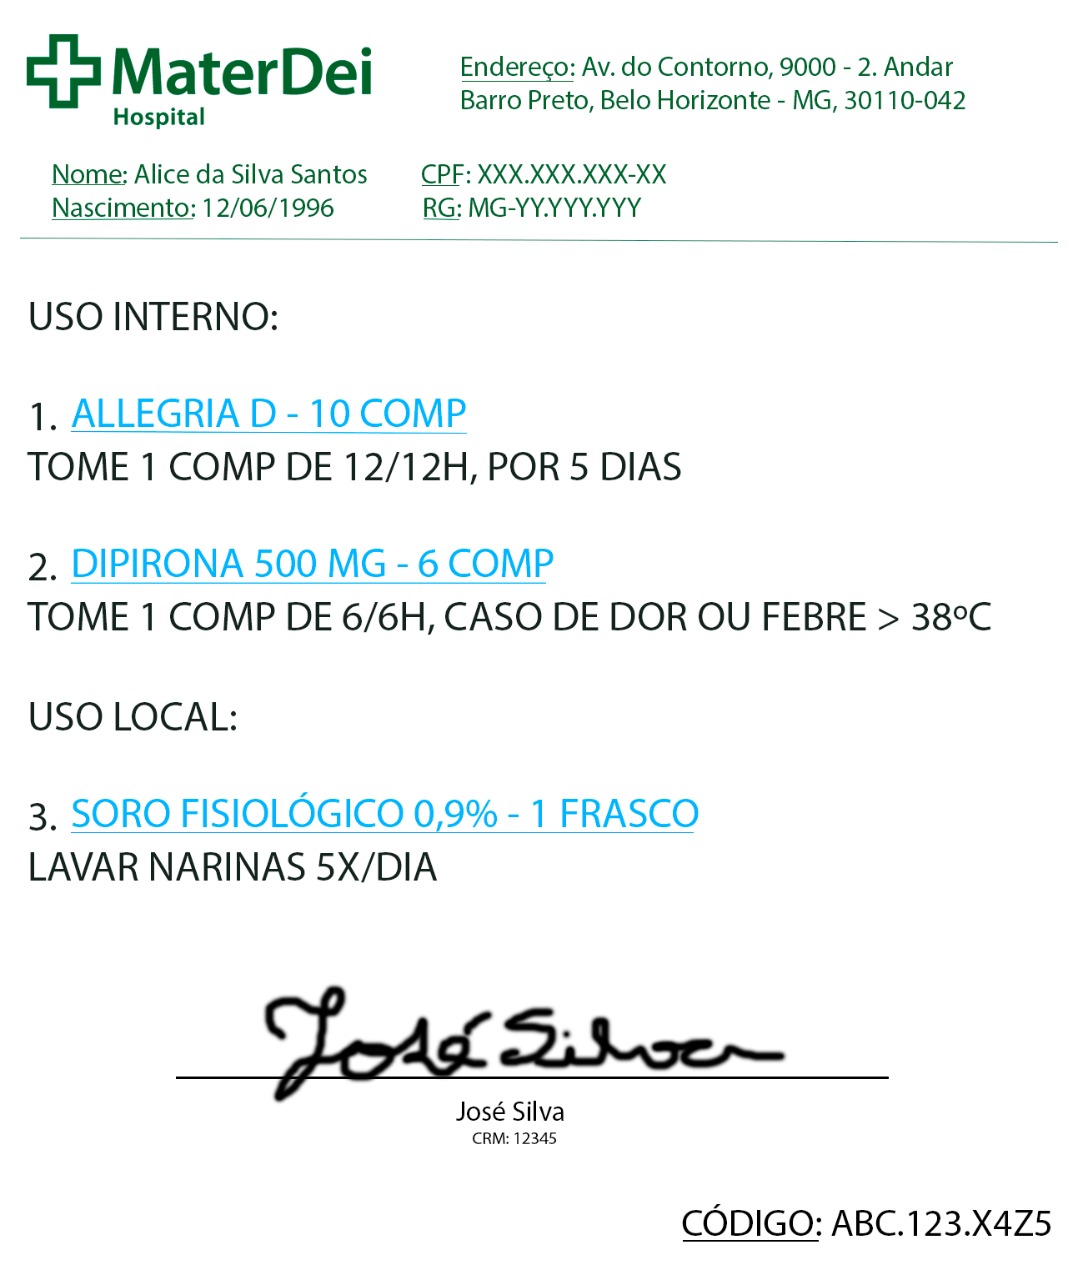 MaterDei
Hospital
Endereço: Av. do Contorno, 9000 - 2. Andar
Barro Preto, Belo Horizonte - MG, 30110-042
Nome: Alice da Silva Santos CPF: XXX.XXX.XXX-XX
Nascimento: 12/06/1996 RG: MG-YY.YYY.YYY
USO INTERNO:
1. ALLEGRIA D - 10 COMP
TOME 1 COMP DE 12/12H, POR 5 DIAS
2. DIPIRONA 500 MG - 6 COMP
TOME 1 COMP DE 6/6H, CASO DE DOR OU FEBRE > 38ºC
USO LOCAL:
3. SORO FISIOLÓGICO 0,9% - 1 FRASCO
LAVAR NARINAS 5X/DIA
José Silva
José Silva
CRM: 12345
CÓDIGO: ABC.123.X4Z5